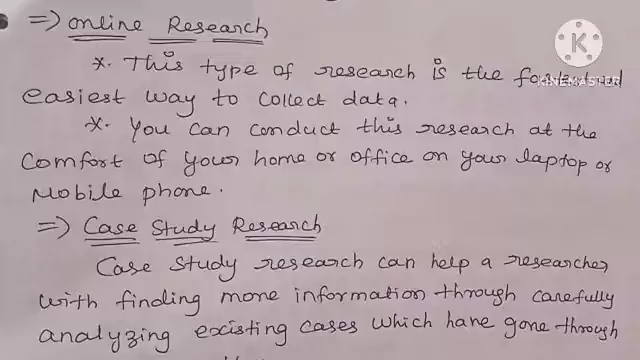 => Online Research
*. This type of research is the
easiest way to collect data.
*. You can conduct this research at the
comfort of your home or office on your laptop or
mobile phone.
=> Case Study Research
Case study research can help a researcher
with finding more information through carefully
analyzing existing cases which have gone through
K
KINEMASTER